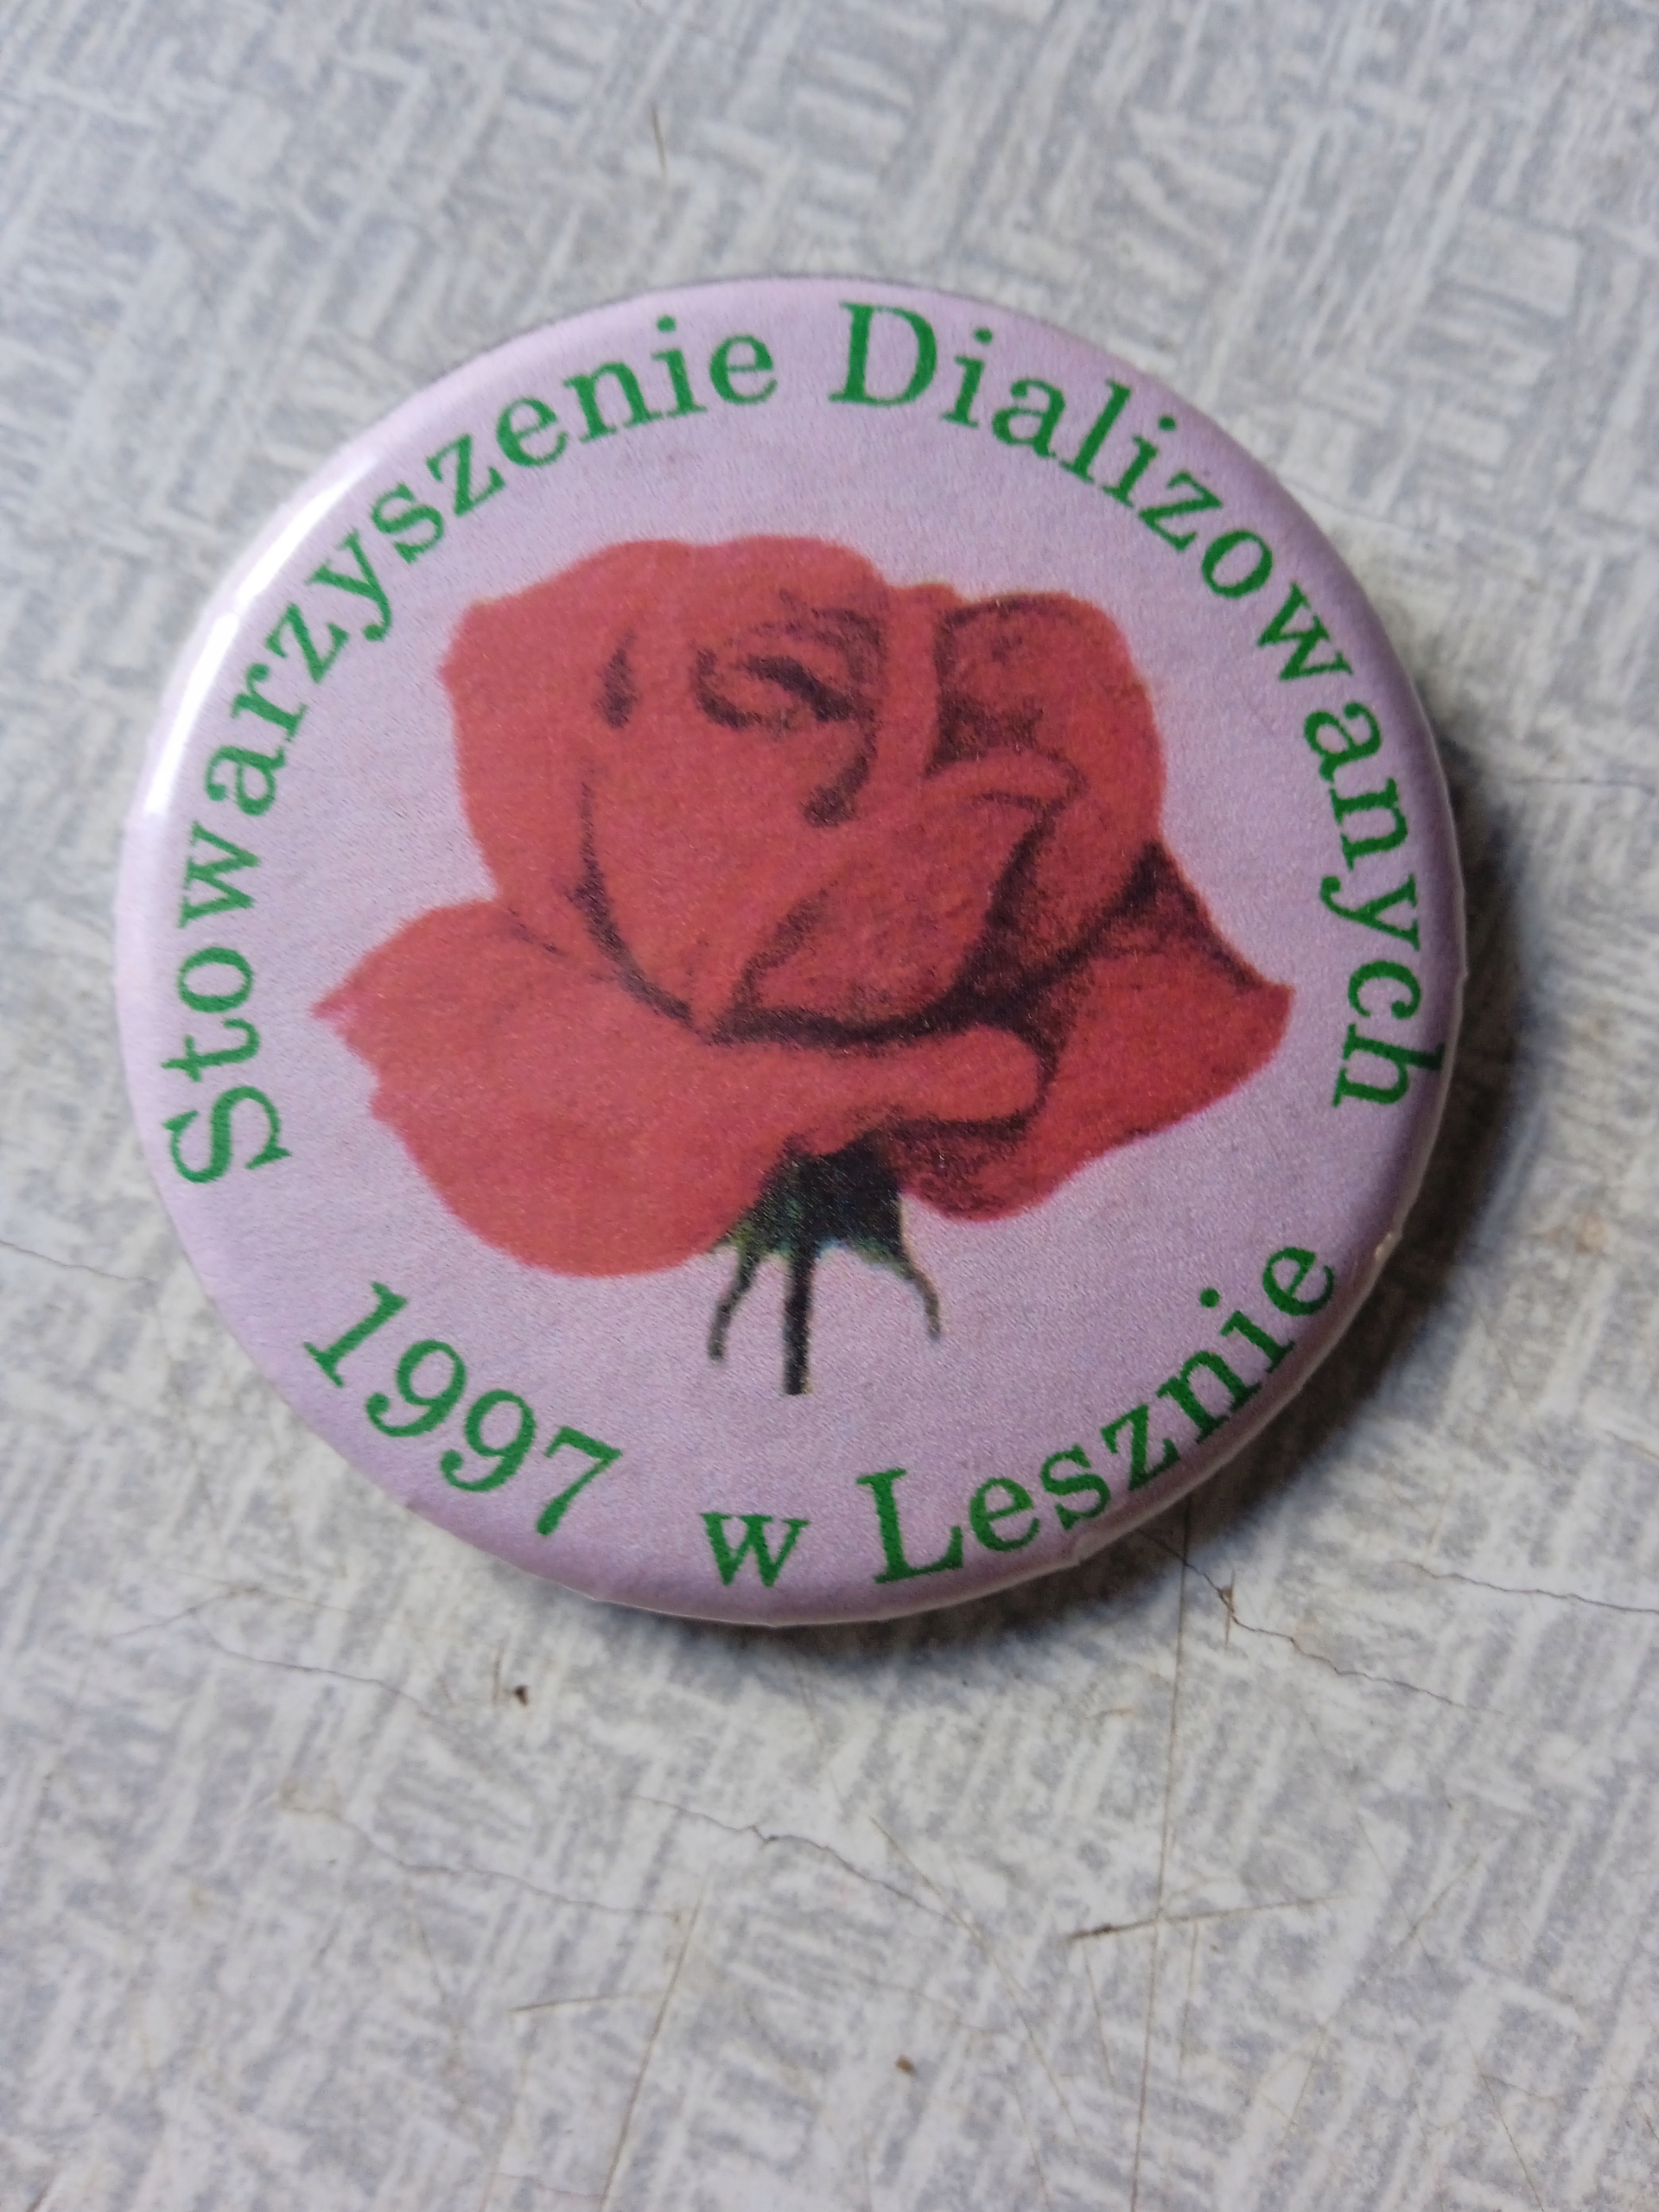 Stowarzyszenie Dializowanych
1997 w Lesznie